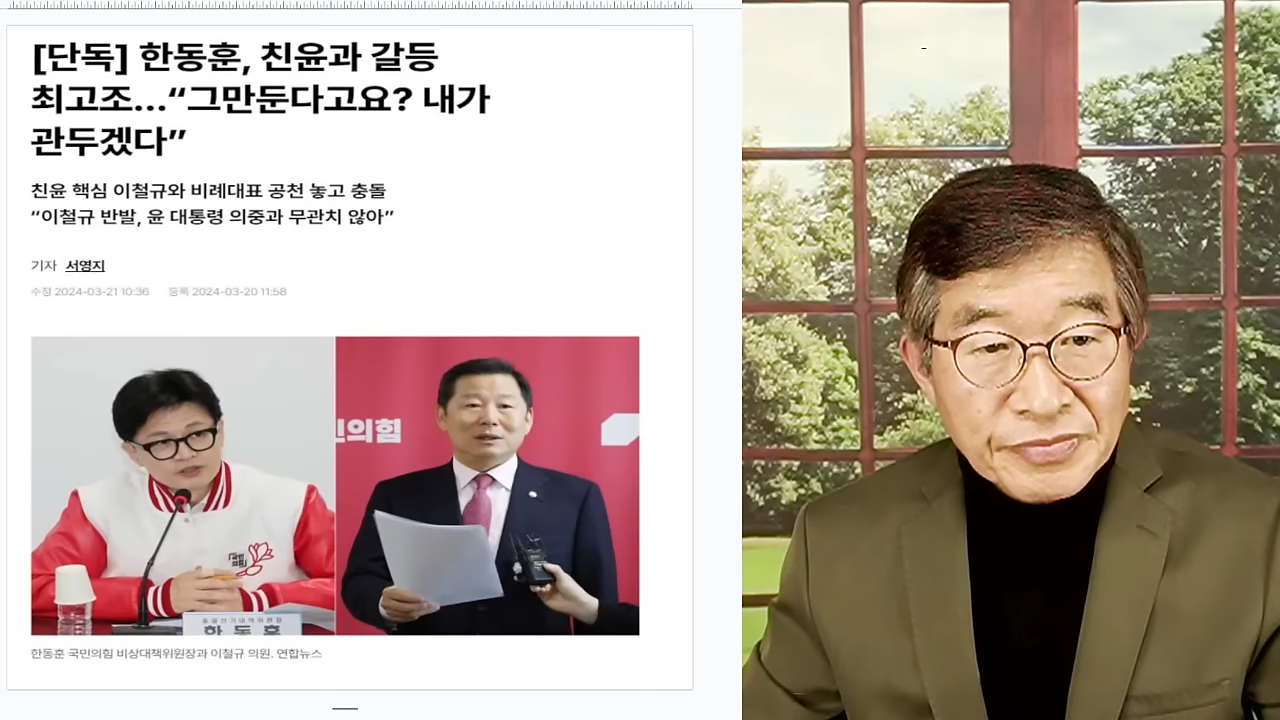 [단독] 한동훈, 친윤과 갈등
최고조…“그만둔다고요? 내가
관두겠다”
친윤 핵심 이철규와 비례대표 공천 놓고 충돌
“이철규 반발, 윤 대통령 의중과 무관치 않아”
기자 서영지
수정 2024-03-21 10:36 등록 2024-03-20 11:58
민의힘
국민의힘
한동훈
한동훈 국민의힘 비상대책위원장과 이철규 의원. 연합뉴스